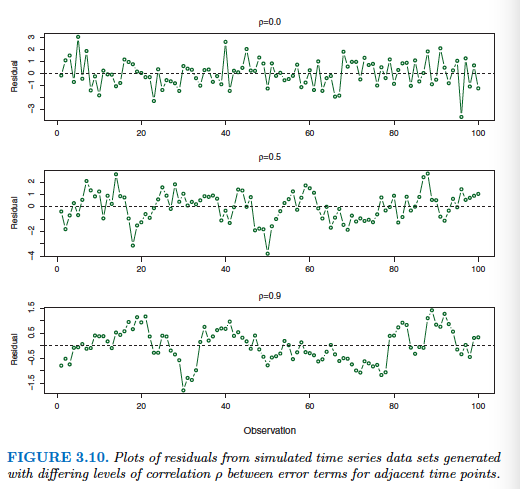 ρ=0.0
3
2
1
0
−1
−3
Residual
0 20 40 60 80 100
ρ=0.5
2
1
0
−2
−4
Residual
0 20 40 60 80 100
ρ=0.9
1.5
0.5
−0.5
−1.5
Residual
0 20 40 60 80 100
Observation
FIGURE 3.10. Plots of residuals from simulated time series data sets generated
with differing levels of correlation ρ between error terms for adjacent time points.